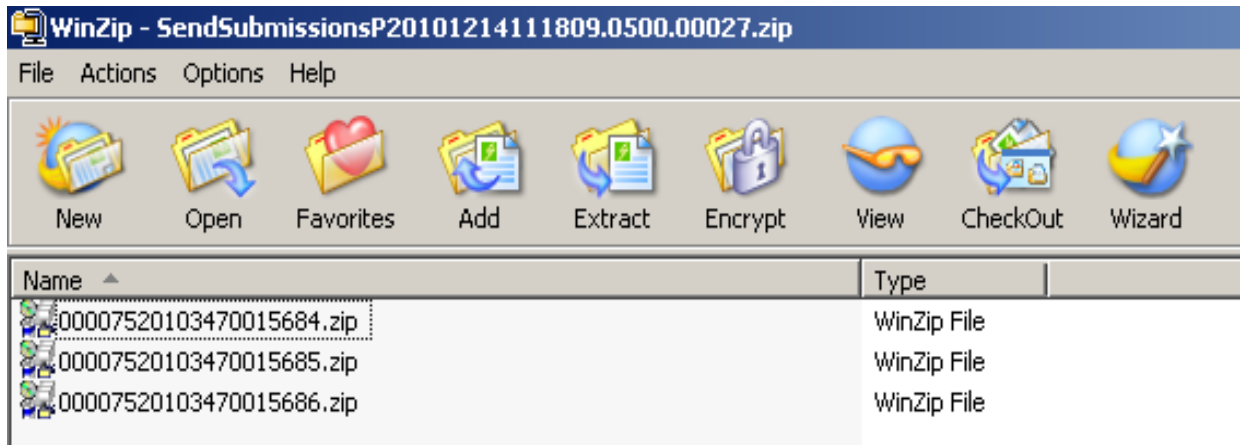 WinZip - SendSubmissionsP20101214111809.0500.00027.zip
File Actions Options Help
New Open Favorites Add Extract Encrypt View CheckOut Wizard
Name Type
00007520103470015684.zip WinZip File
00007520103470015685.zip WinZip File
00007520103470015686.zip WinZip File